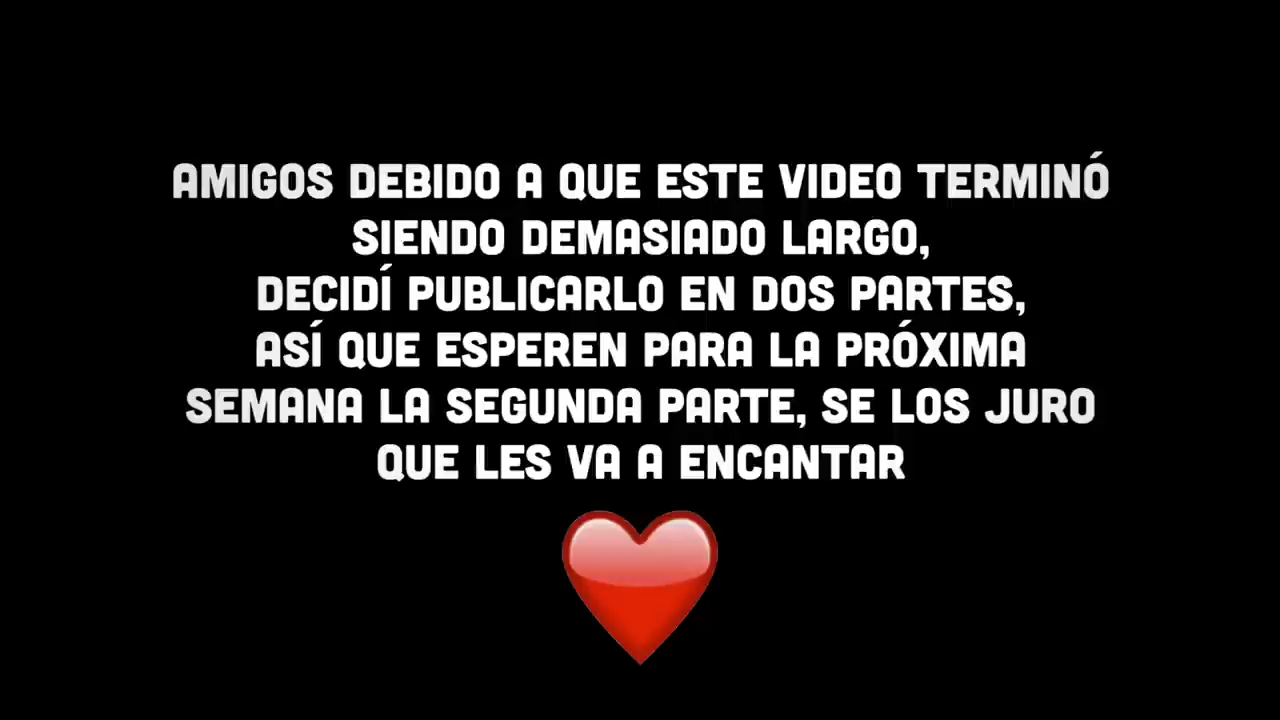 AMIGOS DEBIDO A QUE ESTE VIDEO TERMINÓ
SIENDO DEMASIADO LARGO,
DECIDÍ PUBLICARLO EN DOS PARTES,
ASÍ QUE ESPEREN PARA LA PRÓXIMA
SEMANA LA SEGUNDA PARTE, SE LOS JURO
QUE LES VA A ENCANTAR